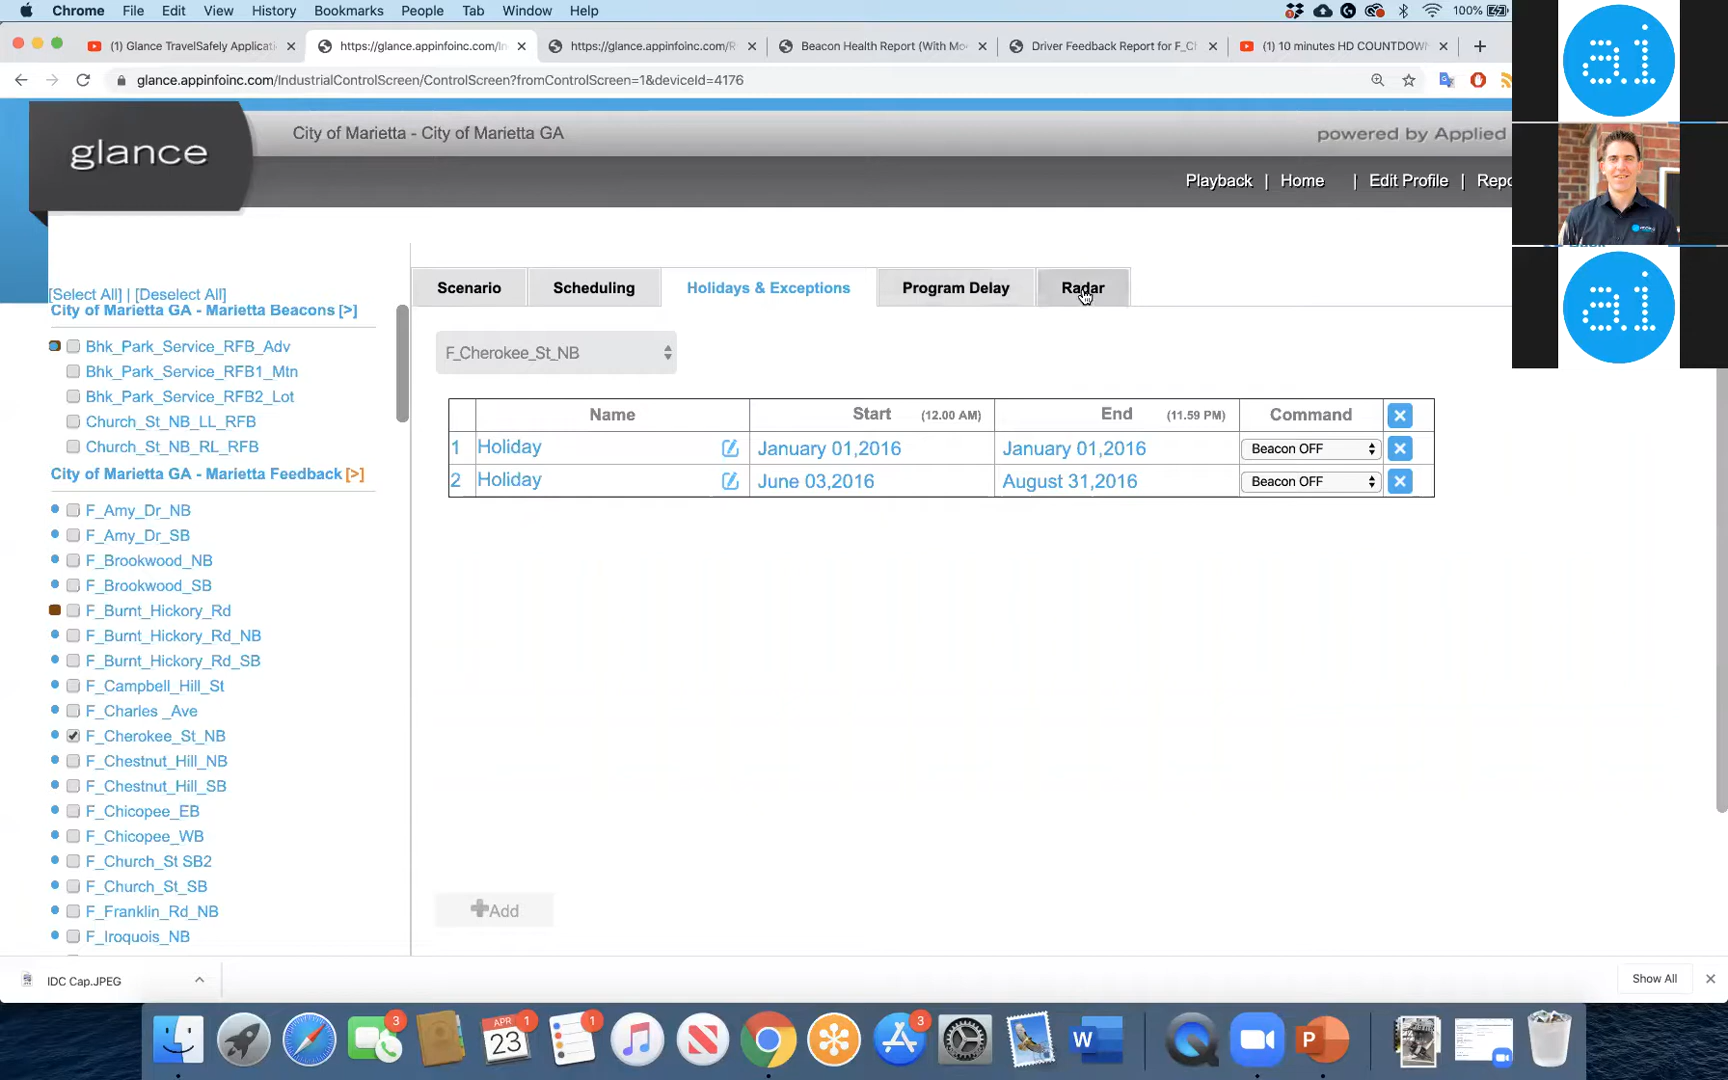 Chrome File Edit View History Bookmarks People Tab Window Help 100%
(1) Glance TravelSafely Applicati × https://glance.appinfoinc.com/In × https://glance.appinfoinc.com/R × Beacon Health Report (With Mo × Driver Feedback Report for F_C × (1) 10 minutes HD COUNTDOW × +
glance.appinfoinc.com/IndustrialControlScreen/ControlScreen?fromControlScreen=1&deviceId=4176
ai
glance
City of Marietta - City of Marietta GA
powered by Applied
Playback | Home | Edit Profile | Repo
ai
[Select All] | [Deselect All]
City of Marietta GA - Marietta Beacons [>]
Bhk_Park_Service_RFB_Adv
Bhk_Park_Service_RFB1_Mtn
Bhk_Park_Service_RFB2_Lot
Church_St_NB_LL_RFB
Church_St_NB_RL_RFB
City of Marietta GA - Marietta Feedback [>]
F_Amy_Dr_NB
F_Amy_Dr_SB
F_Brookwood_NB
F_Brookwood_SB
F_Burnt_Hickory_Rd
F_Burnt_Hickory_Rd_NB
F_Burnt_Hickory_Rd_SB
F_Campbell_Hill_St
F_Charles _Ave
F_Cherokee_St_NB
F_Chestnut_Hill_NB
F_Chestnut_Hill_SB
F_Chicopee_EB
F_Chicopee_WB
F_Church_St SB2
F_Church_St_SB
F_Franklin_Rd_NB
F_Iroquois_NB
Scenario Scheduling Holidays & Exceptions Program Delay Radar
F_Cherokee_St_NB
Name Start (12.00 AM) End (11.59 PM) Command
1 Holiday January 01,2016 January 01,2016 Beacon OFF
2 Holiday June 03,2016 August 31,2016 Beacon OFF
Add
IDC Cap.JPEG
Show All
3
APR
23
1
1
3
W
P